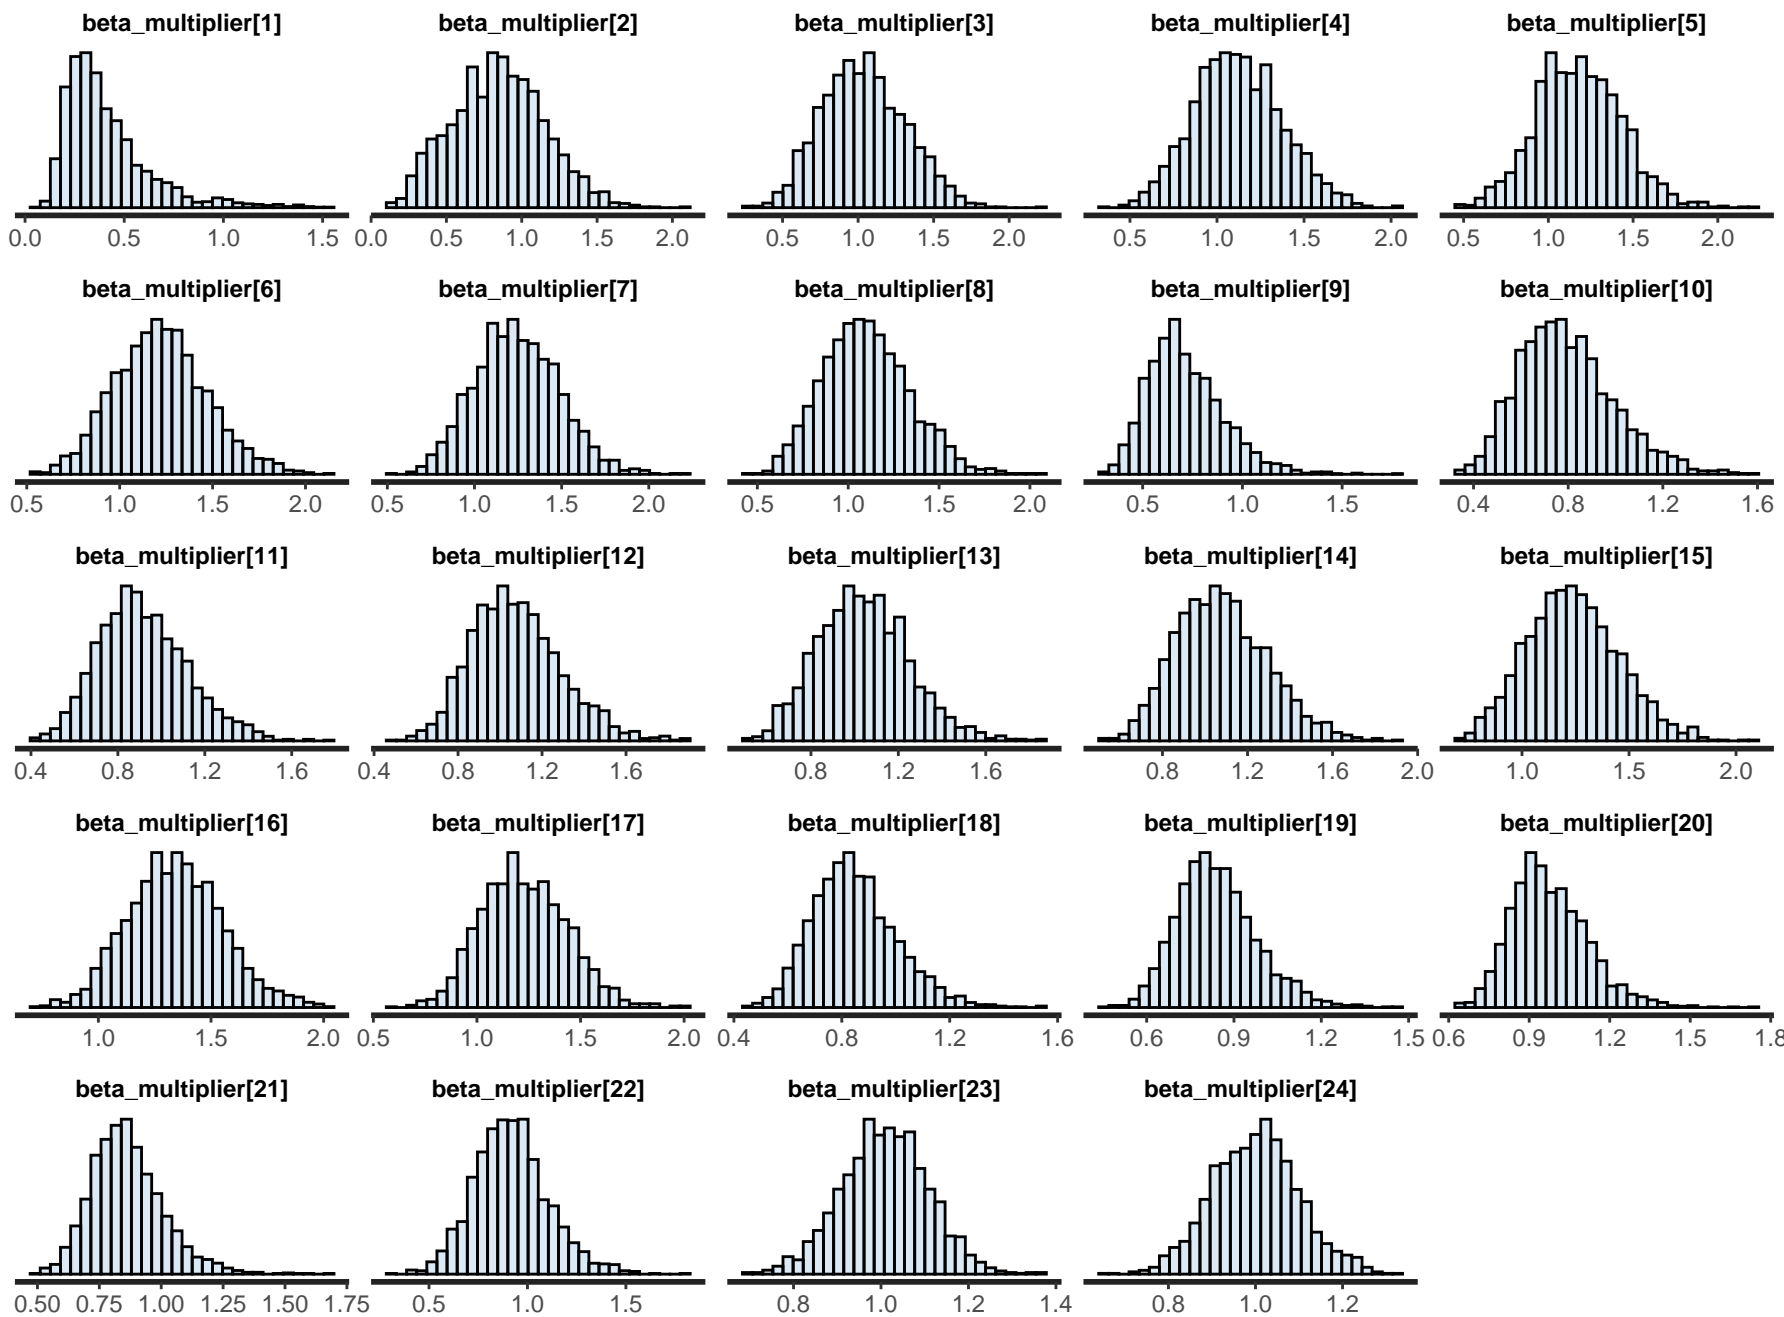 beta_multiplier[1] beta_multiplier[2] beta_multiplier[3] beta_multiplier[4] beta_multiplier[5]
0.0 0.5 1.0 1.5 0.0 0.5 1.0 1.5 2.0 0.5 1.0 1.5 2.0 0.5 1.0 1.5 2.0 0.5 1.0 1.5 2.0
beta_multiplier[6] beta_multiplier[7] beta_multiplier[8] beta_multiplier[9] beta_multiplier[10]
0.5 1.0 1.5 2.0 0.5 1.0 1.5 2.0 0.5 1.0 1.5 2.0 0.5 1.0 1.5 0.4 0.8 1.2 1.6
beta_multiplier[11] beta_multiplier[12] beta_multiplier[13] beta_multiplier[14] beta_multiplier[15]
0.4 0.8 1.2 1.6 0.4 0.8 1.2 1.6 0.8 1.2 1.6 0.8 1.2 1.6 2.0 1.0 1.5 2.0
beta_multiplier[16] beta_multiplier[17] beta_multiplier[18] beta_multiplier[19] beta_multiplier[20]
1.0 1.5 2.0 0.5 1.0 1.5 2.0 0.4 0.8 1.2 1.6 0.6 0.9 1.2 1.5 0.6 0.9 1.2 1.5 1.8
beta_multiplier[21] beta_multiplier[22] beta_multiplier[23] beta_multiplier[24]
0.50 0.75 1.00 1.25 1.50 1.75 0.5 1.0 1.5 0.8 1.0 1.2 1.4 0.8 1.0 1.2